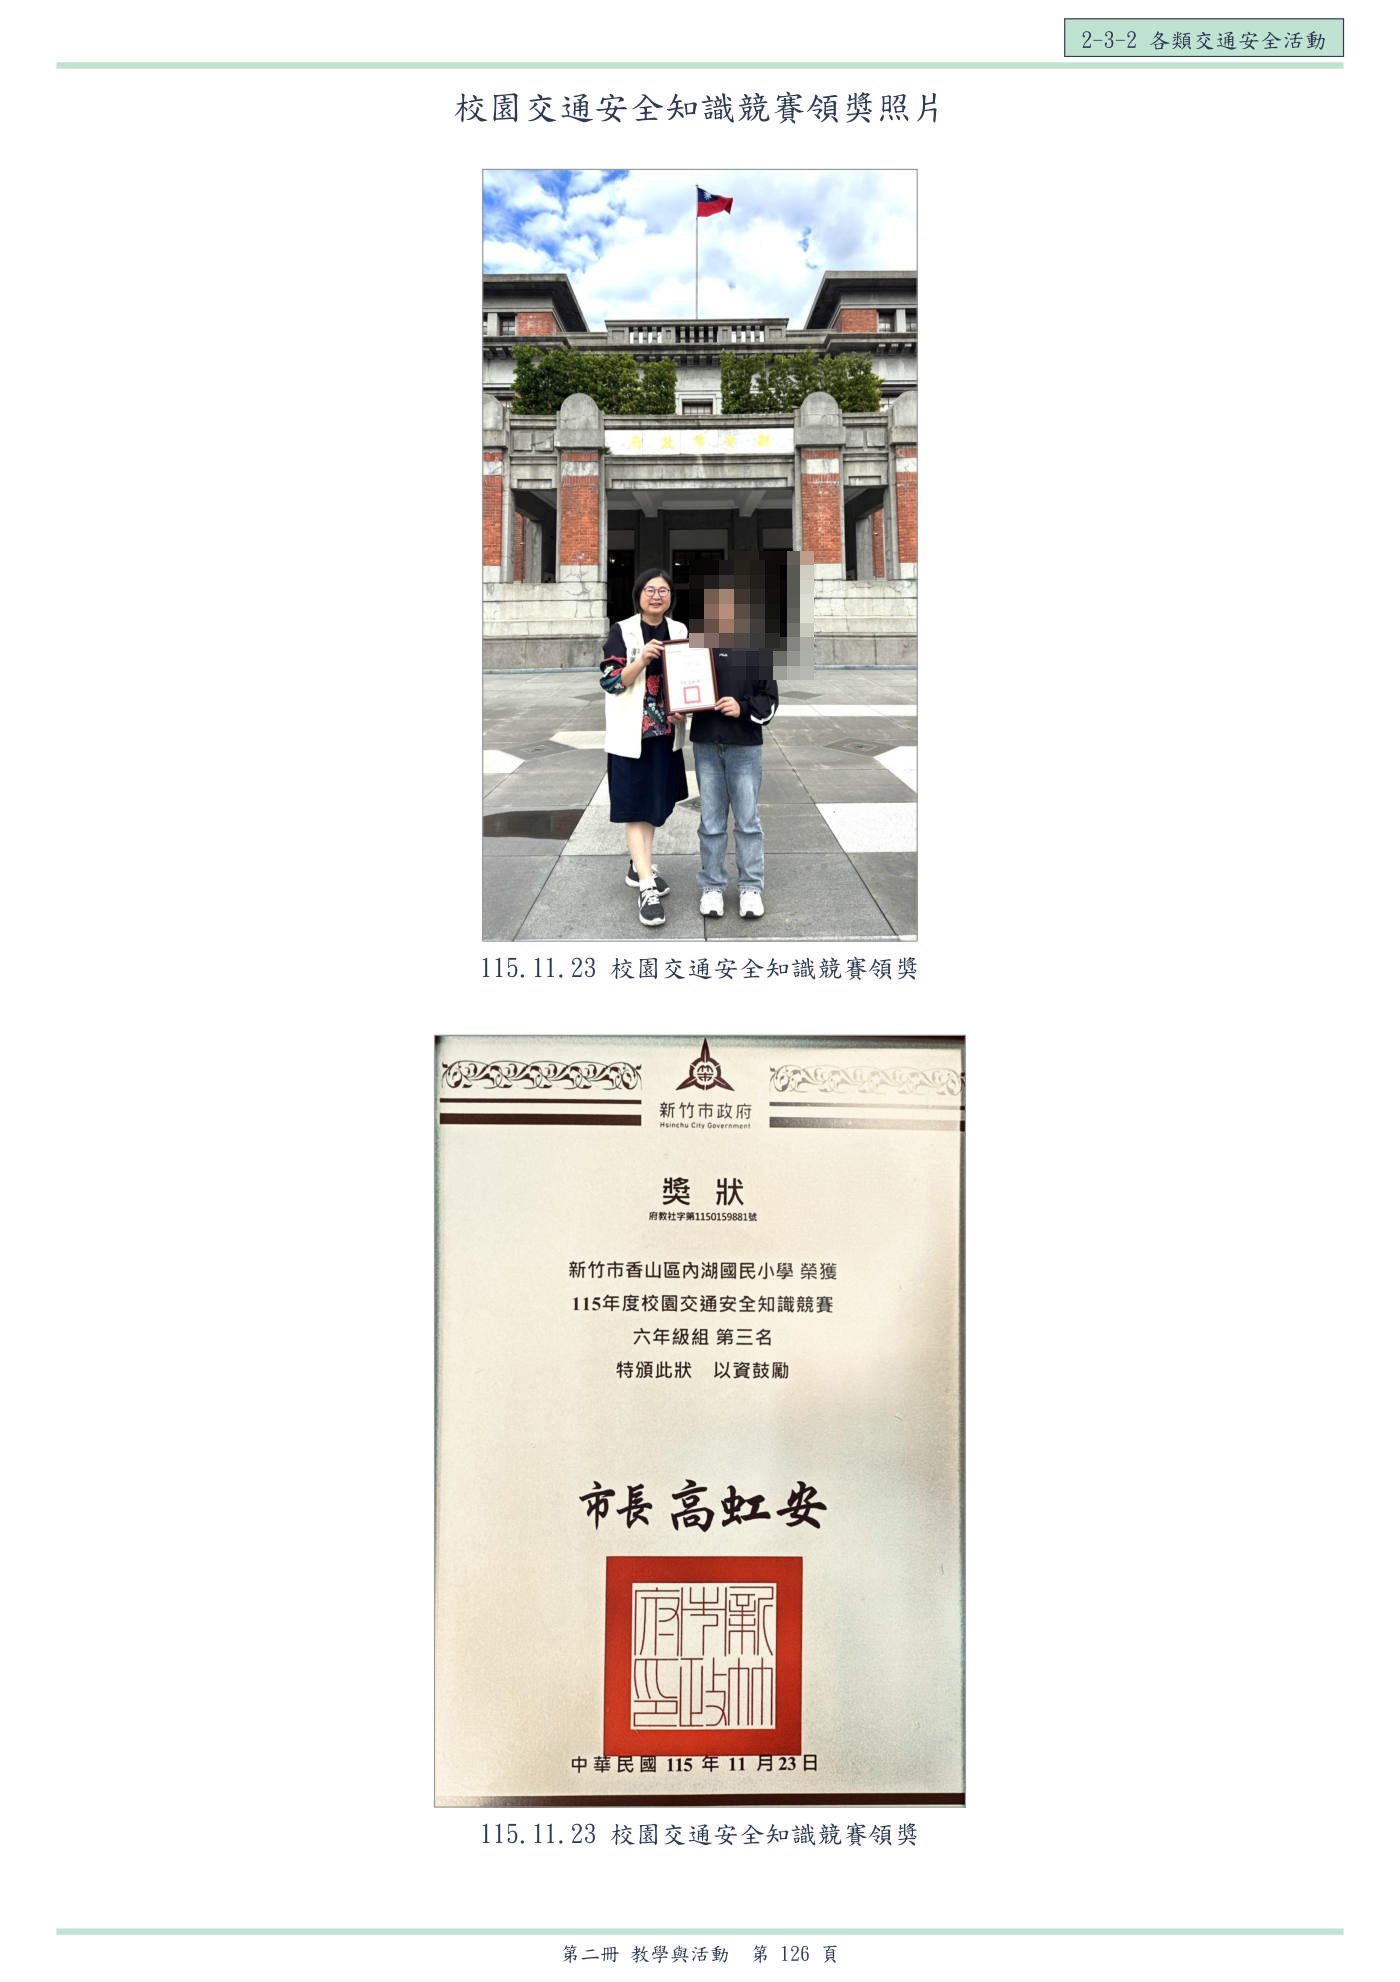 2-3-2 各類交通安全活動
校園交通安全知識競賽領獎照片
FILA
115.11.23 校園交通安全知識競賽領獎
新竹市政府
Hsinchu City Government
獎 狀
府教社字第1150159881號
新竹市香山區內湖國民小學 榮獲
115年度校園交通安全知識競賽
六年級組 第三名
特頒此狀 以資鼓勵
市長 高虹安
新竹市政府印
中華民國 115 年 11 月 23 日
115.11.23 校園交通安全知識競賽領獎
第二冊 教學與活動 第 126 頁